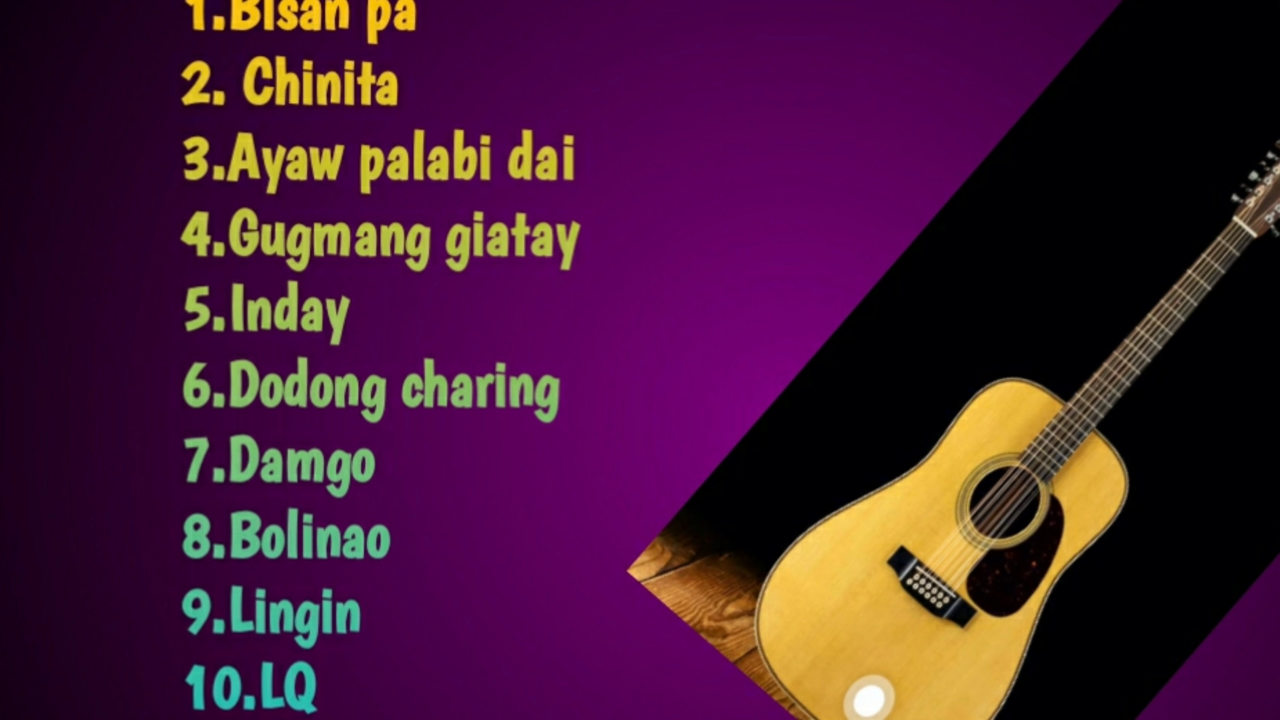 1.Bisan pa
2. Chinita
3.Ayaw palabi dai
4.Gugmang giatay
5.Inday
6.Dodong charing
7.Damgo
8.Bolinao
9.Lingin
10.LQ